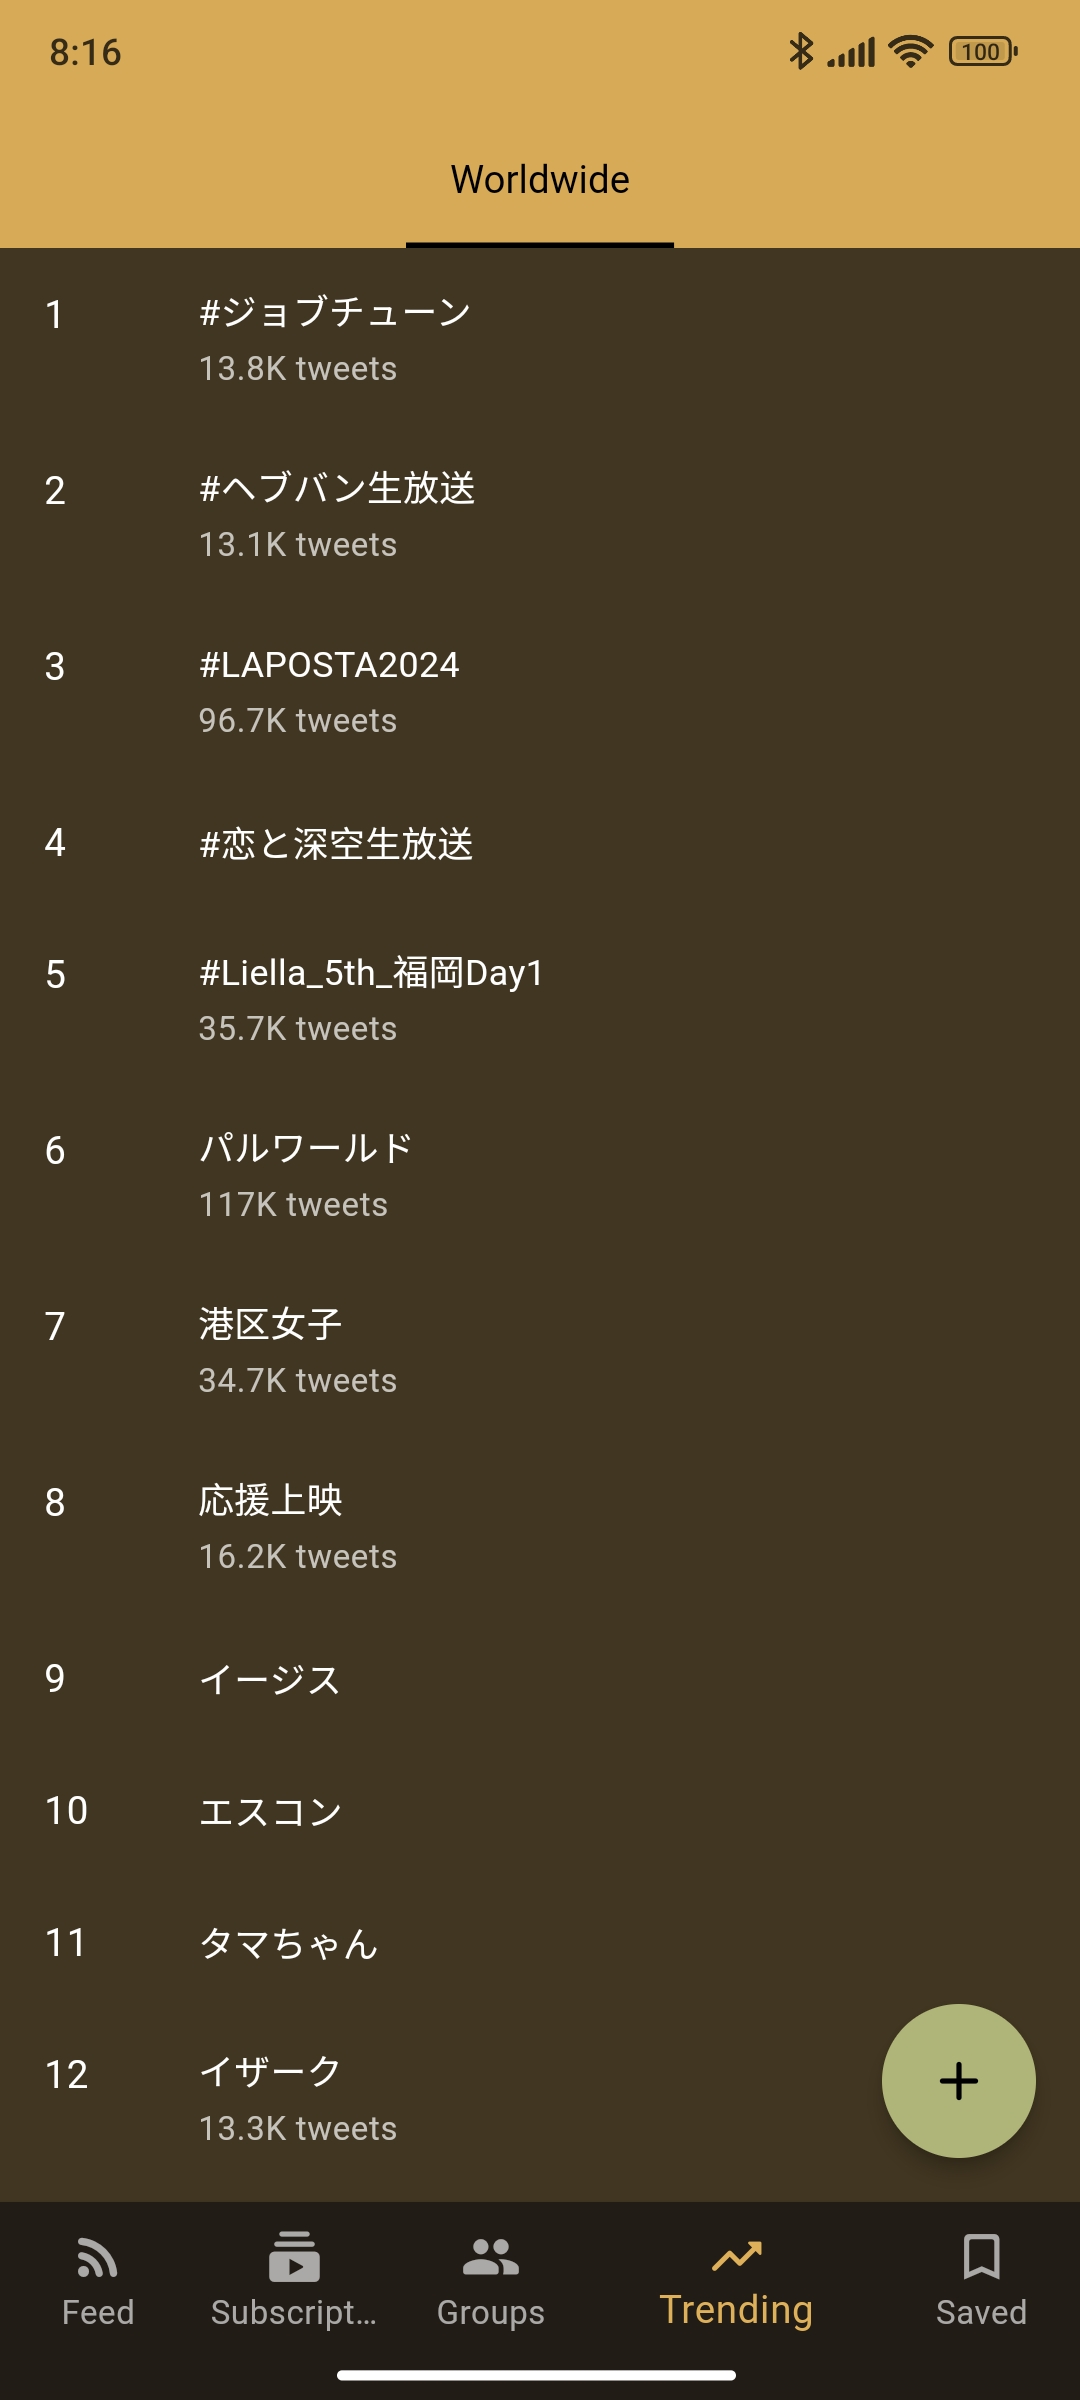 8:16
100
Worldwide
1
#ジョブチューン
13.8K tweets
2
#ヘブバン生放送
13.1K tweets
3
#LAPOSTA2024
96.7K tweets
4
#恋と深空生放送
5
#Liella_5th_福岡Day1
35.7K tweets
6
パルワールド
117K tweets
7
港区女子
34.7K tweets
8
応援上映
16.2K tweets
9
イージス
10
エスコン
11
タマちゃん
12
イザーク
13.3K tweets
Feed
Subscript...
Groups
Trending
Saved